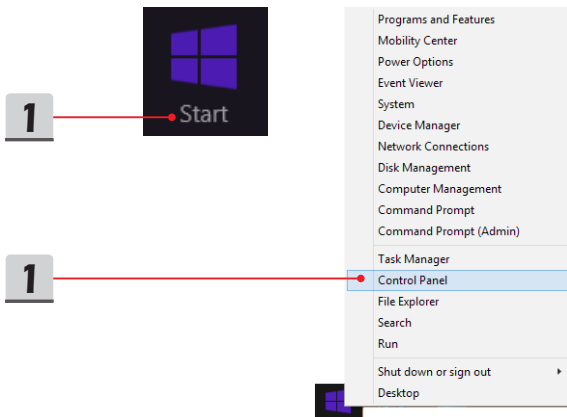 1
Start
1
Programs and Features
Mobility Center
Power Options
Event Viewer
System
Device Manager
Network Connections
Disk Management
Computer Management
Command Prompt
Command Prompt (Admin)
Task Manager
Control Panel
File Explorer
Search
Run
Shut down or sign out
Desktop